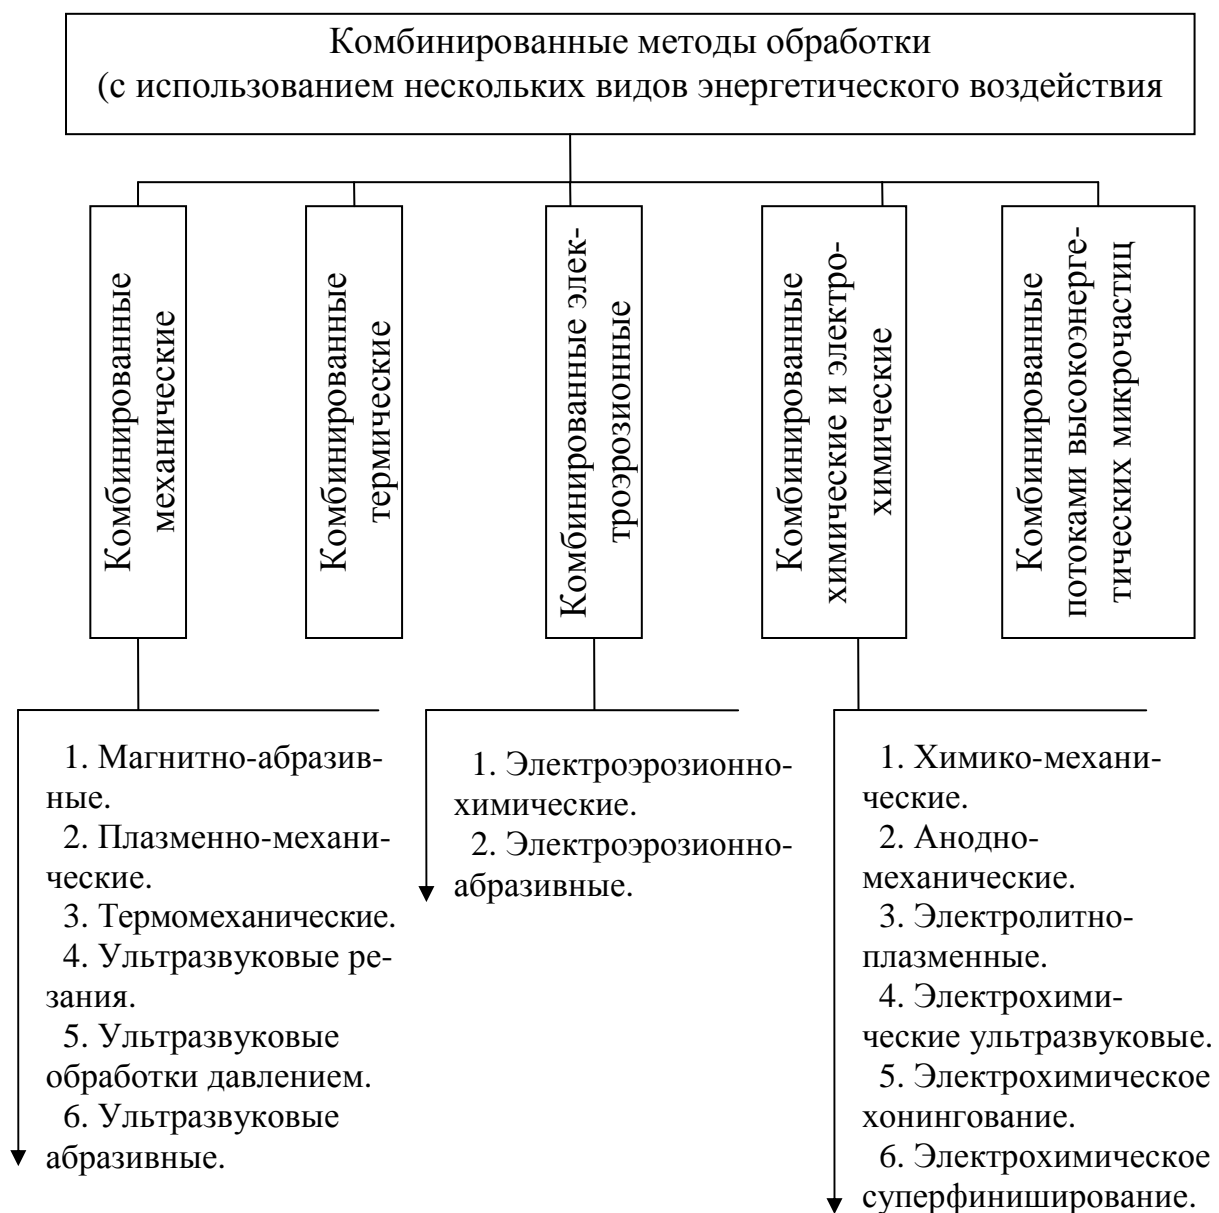 Комбинированные методы обработки
(с использованием нескольких видов энергетического воздействия
Комбинированные
механические
Комбинированные
термические
Комбинированные элек-
троэрозионные
Комбинированные
химические и электро-
химические
Комбинированные
потоками высокоэнерге-
тических микрочастиц
1. Магнитно-абразив-
ные.
2. Плазменно-механи-
ческие.
3. Термомеханические.
4. Ультразвуковые ре-
зания.
5. Ультразвуковые
обработки давлением.
6. Ультразвуковые
абразивные.
1. Электроэрозионно-
химические.
2. Электроэрозионно-
абразивные.
1. Химико-механи-
ческие.
2. Анодно-
механические.
3. Электролитно-
плазменные.
4. Электрохими-
ческие ультразвуковые.
5. Электрохимическое
хонингование.
6. Электрохимическое
суперфиниширование.